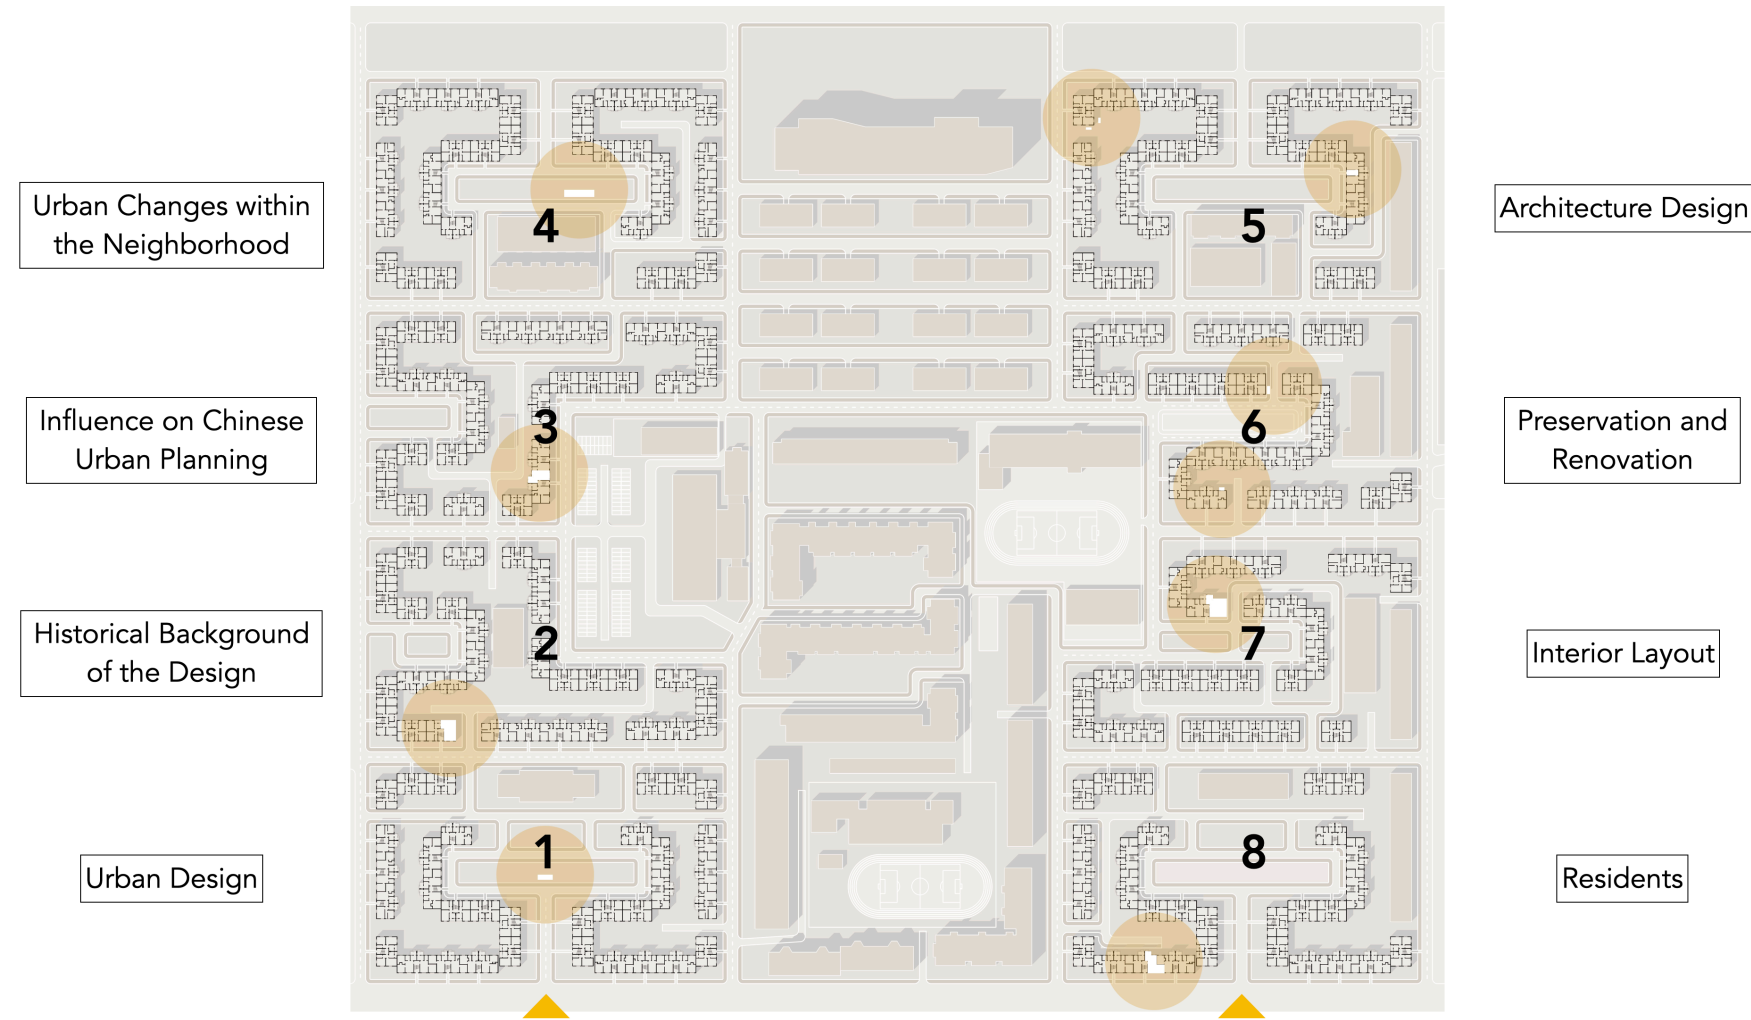 Urban Changes within
the Neighborhood
Influence on Chinese
Urban Planning
Historical Background
of the Design
Urban Design
4
3
2
1
5
6
7
8
Architecture Design
Preservation and
Renovation
Interior Layout
Residents